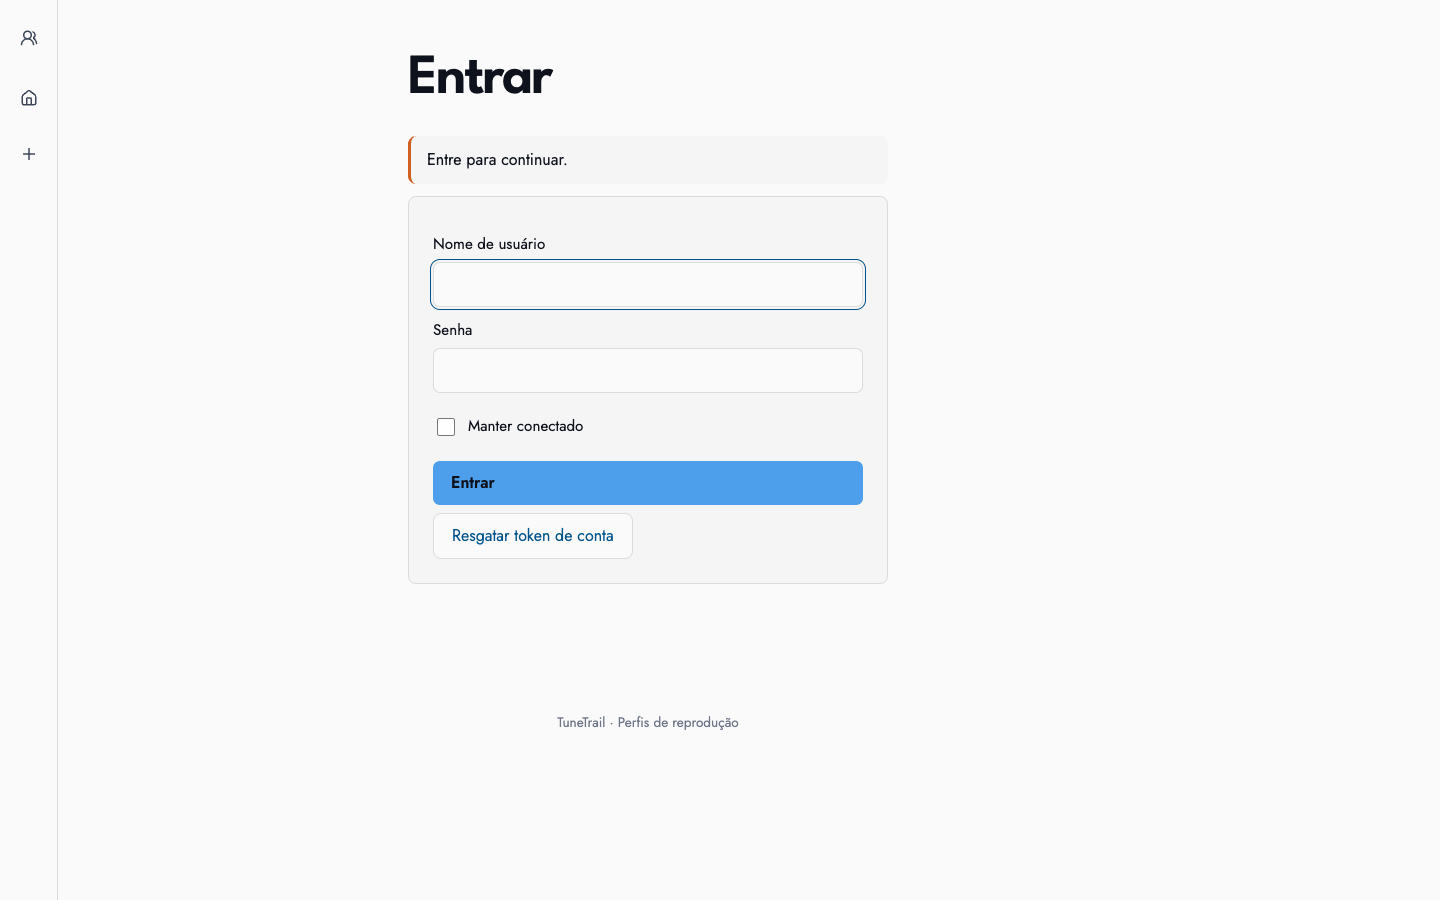 Entrar
Entre para continuar.
Nome de usuário
Senha
Manter conectado
Entrar
Resgatar token de conta
TuneTrail · Perfis de reprodução